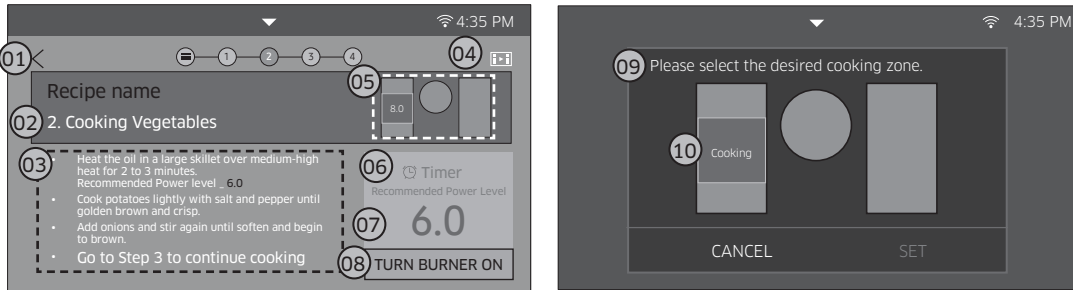 4:35 PM
01
1
2
3
4
04
05
Recipe name
8.0
02
2. Cooking Vegetables
03
• Heat the oil in a large skillet over medium-high
heat for 2 to 3 minutes.
Recommended Power level _ 6.0
• Cook potatoes lightly with salt and pepper until
golden brown and crisp.
• Add onions and stir again until soften and begin
to brown.
• Go to Step 3 to continue cooking
06
Timer
Recommended Power Level
07
6.0
08
TURN BURNER ON
4:35 PM
09
Please select the desired cooking zone.
10
Cooking
CANCEL
SET